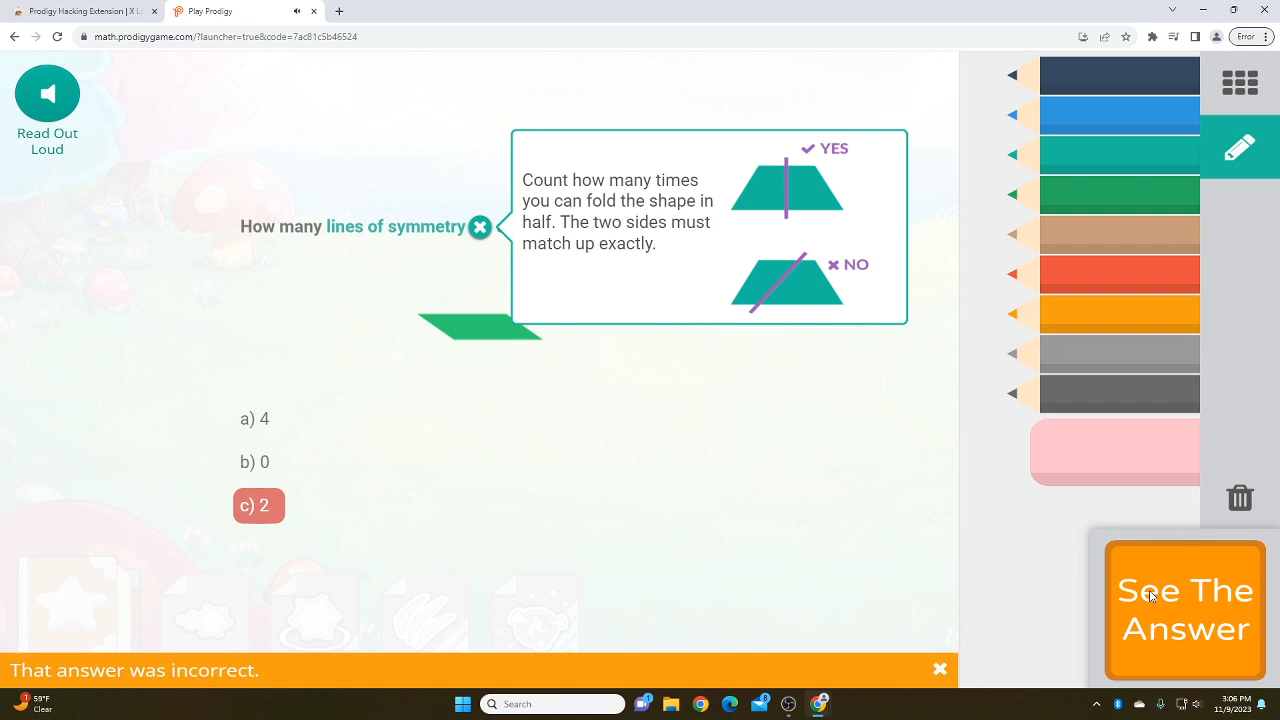 Prodigy Hacking Extension | X L
Play Prodigy
math.prodigygame.com/?launcher=true&code=7ac81c5b46524
Error
Read Out
Loud
How many lines of symmetry
Count how many times
you can fold the shape in
half. The two sides must
match up exactly.
YES
NO
a) 4
b) 0
c) 2
See The
Answer
That answer was incorrect.
1
59°F
Clear
Search
1
8
3:06 PM
11/9/2023